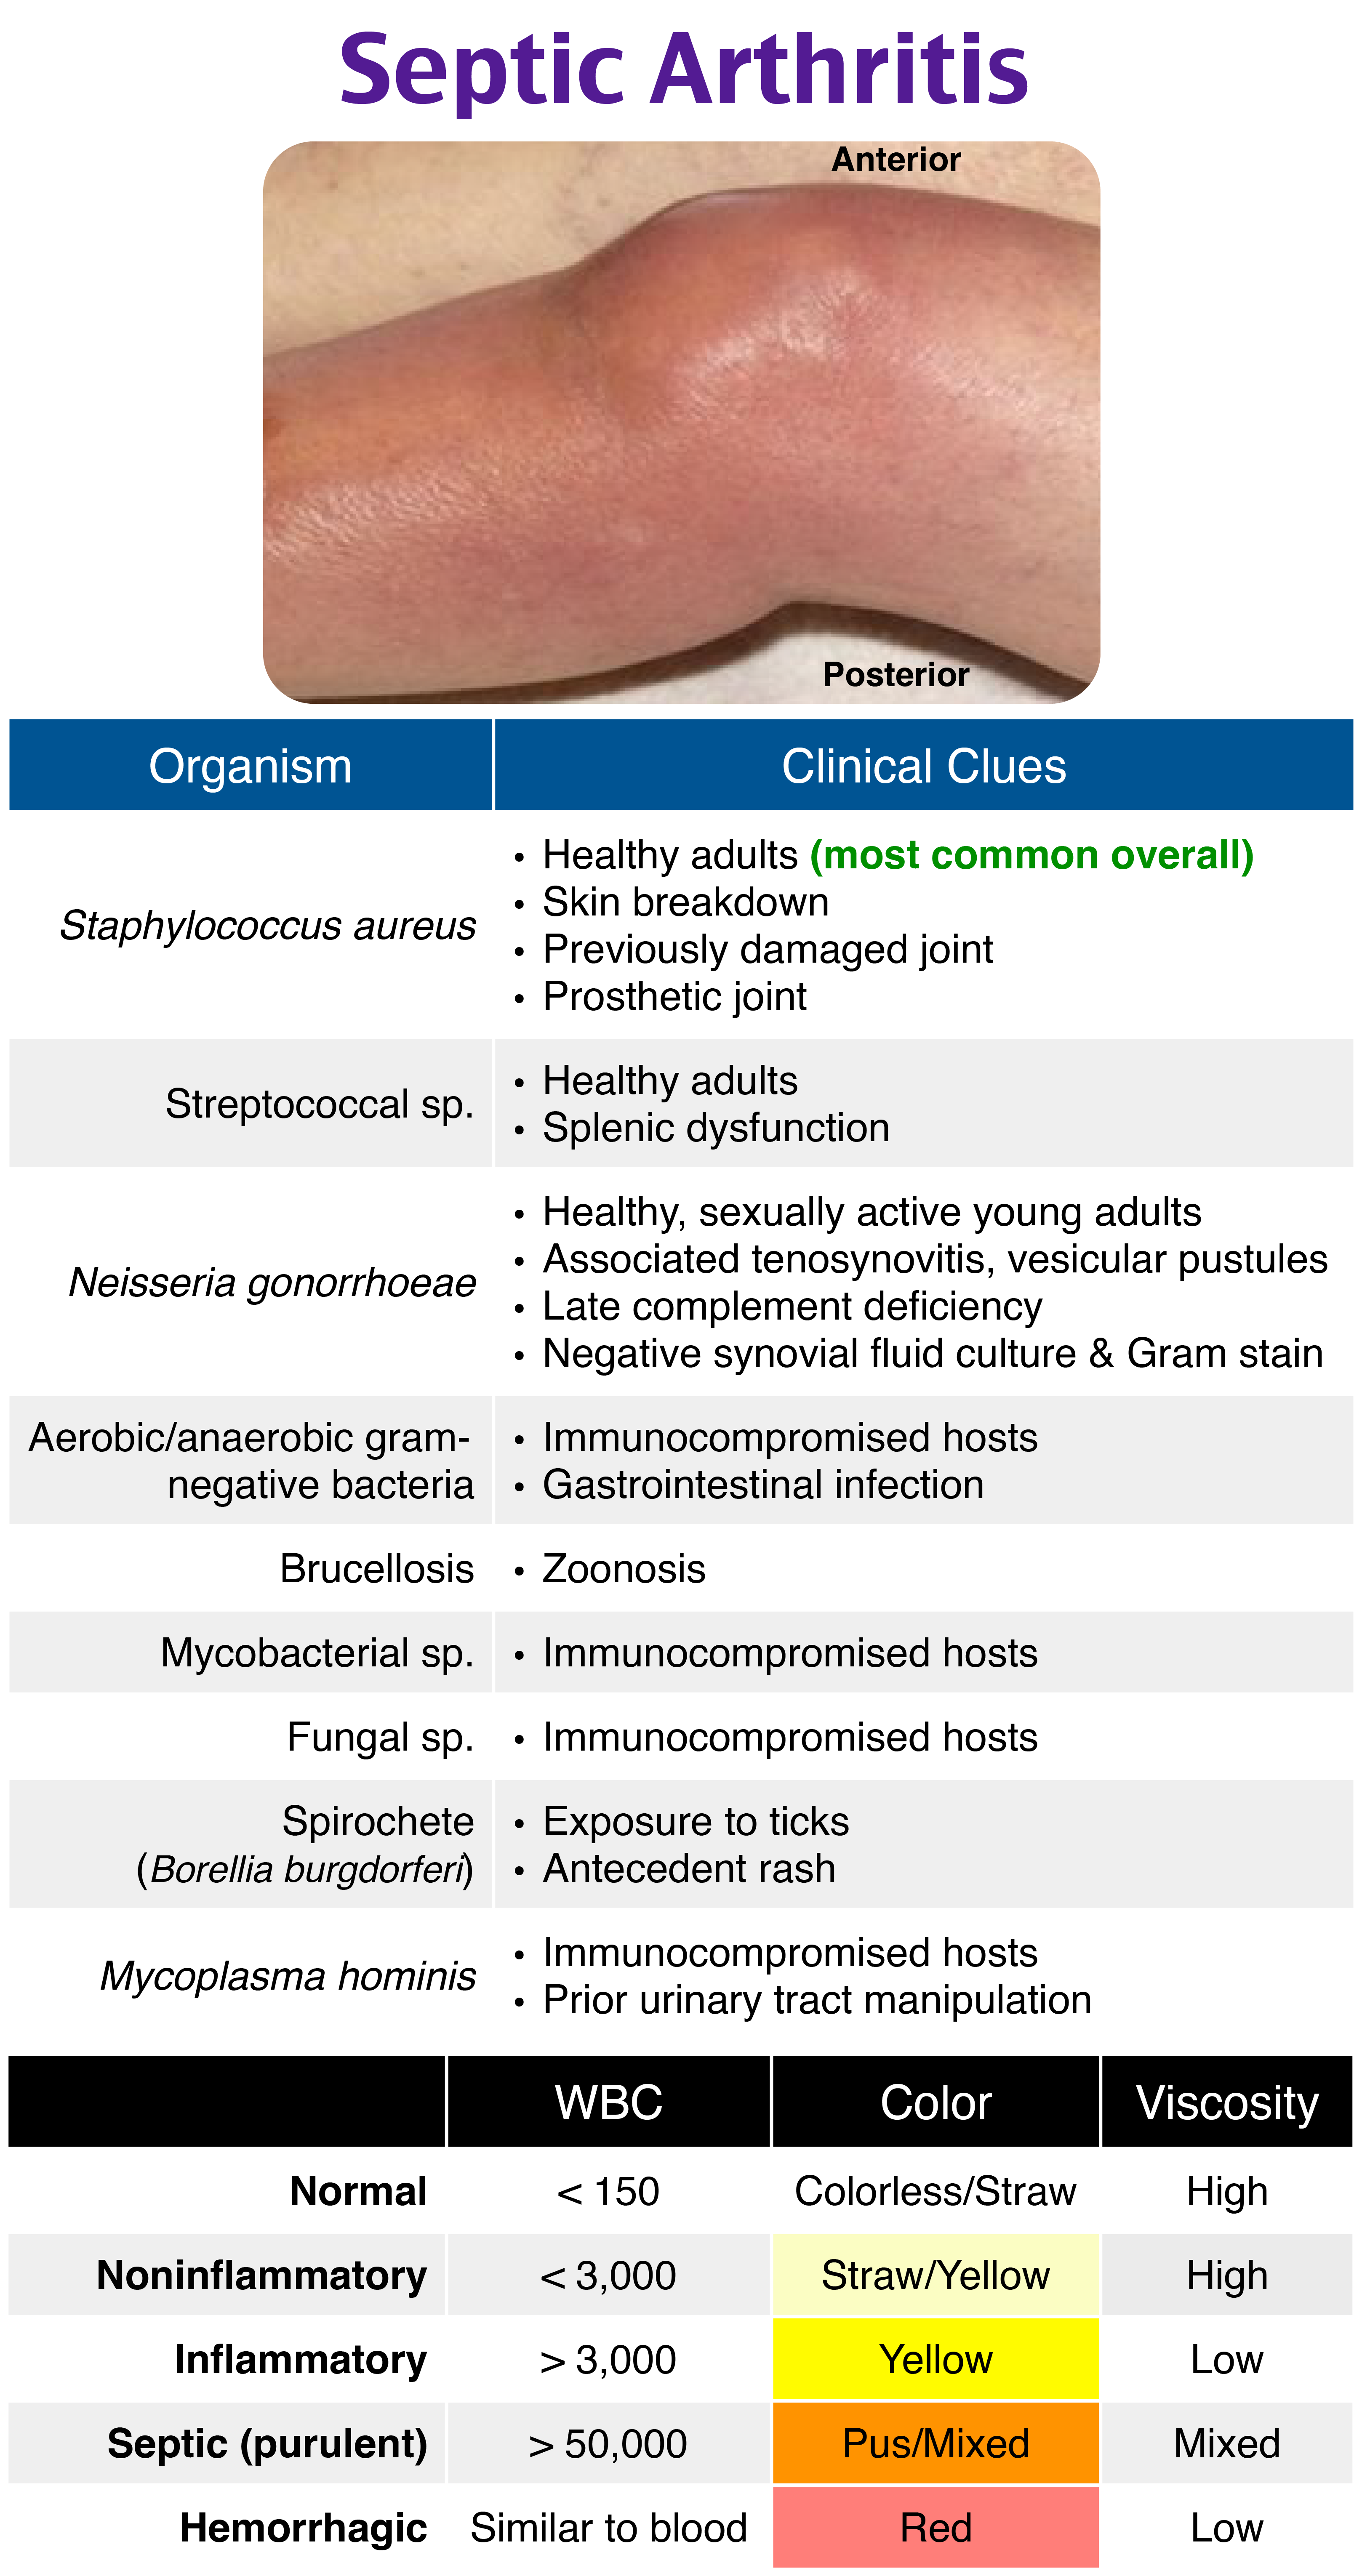 Septic Arthritis
Anterior
Posterior
Organism Clinical Clues
Staphylococcus aureus
• Healthy adults (most common overall)
• Skin breakdown
• Previously damaged joint
• Prosthetic joint
Streptococcal sp.
• Healthy adults
• Splenic dysfunction
Neisseria gonorrhoeae
• Healthy, sexually active young adults
• Associated tenosynovitis, vesicular pustules
• Late complement deficiency
• Negative synovial fluid culture & Gram stain
Aerobic/anaerobic gram-
negative bacteria
• Immunocompromised hosts
• Gastrointestinal infection
Brucellosis • Zoonosis
Mycobacterial sp. • Immunocompromised hosts
Fungal sp. • Immunocompromised hosts
Spirochete
(Borellia burgdorferi)
• Exposure to ticks
• Antecedent rash
Mycoplasma hominis
• Immunocompromised hosts
• Prior urinary tract manipulation
WBC Color Viscosity
Normal < 150 Colorless/Straw High
Noninflammatory < 3,000 Straw/Yellow High
Inflammatory > 3,000 Yellow Low
Septic (purulent) > 50,000 Pus/Mixed Mixed
Hemorrhagic Similar to blood Red Low